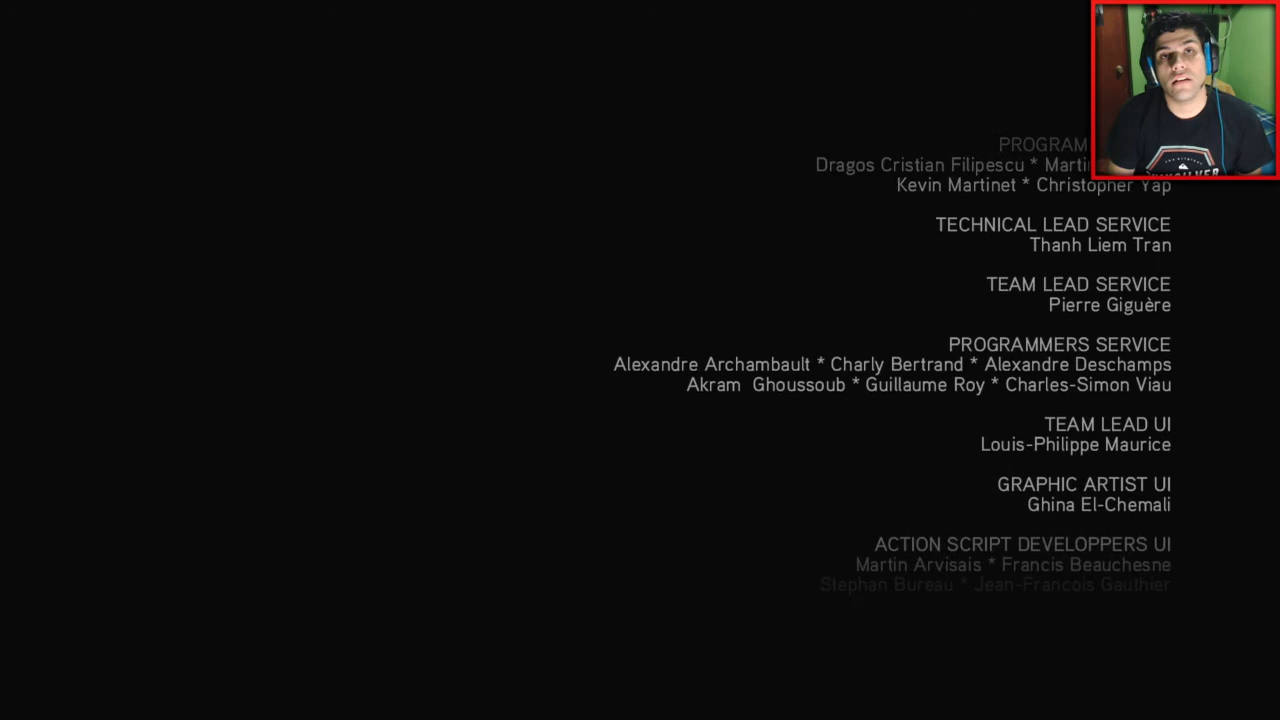 PROGRAM
Dragos Cristian Filipescu * Marti
Kevin Martinet * Christopher Yap
TECHNICAL LEAD SERVICE
Thanh Liem Tran
TEAM LEAD SERVICE
Pierre Giguère
PROGRAMMERS SERVICE
Alexandre Archambault * Charly Bertrand * Alexandre Deschamps
Akram Ghoussoub * Guillaume Roy * Charles-Simon Viau
TEAM LEAD UI
Louis-Philippe Maurice
GRAPHIC ARTIST UI
Ghina El-Chemali
ACTION SCRIPT DEVELOPPERS UI
Martin Arvisais * Francis Beauchesne
Stephan Bureau * Jean-Francois Gauthier